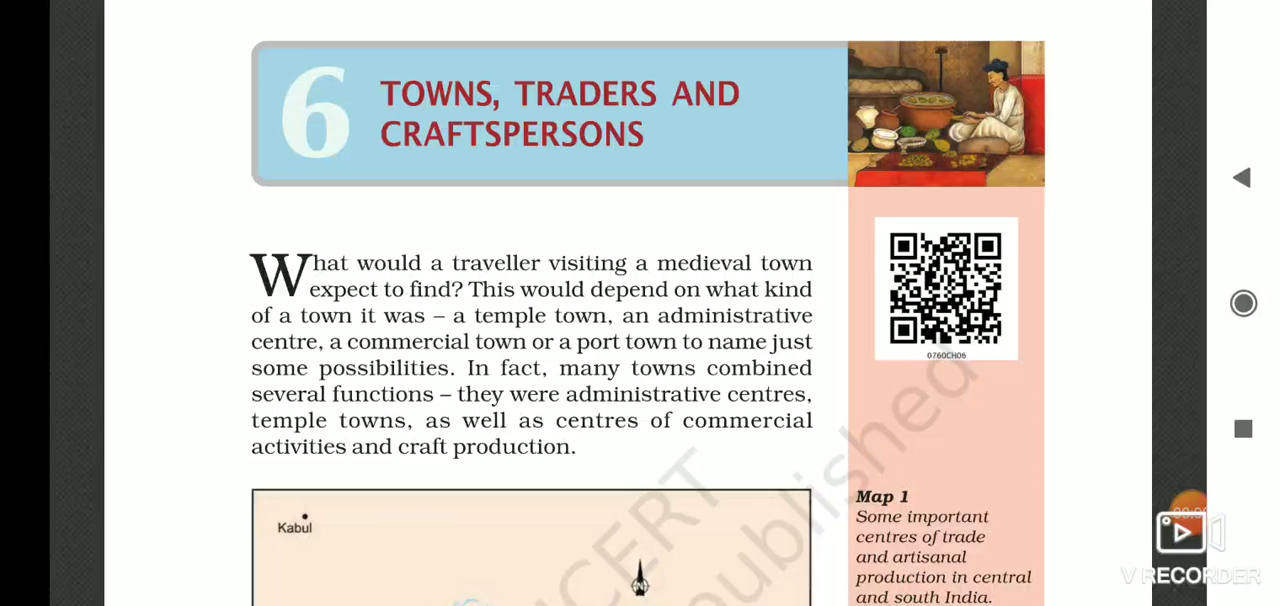 6
TOWNS, TRADERS AND
CRAFTSPERSONS
What would a traveller visiting a medieval town
expect to find? This would depend on what kind
of a town it was – a temple town, an administrative
centre, a commercial town or a port town to name just
some possibilities. In fact, many towns combined
several functions – they were administrative centres,
temple towns, as well as centres of commercial
activities and craft production.
0760CH06
Kabul
N
Map 1
Some important
centres of trade
and artisanal
production in central
and south India.
NCERT
published
V RECORDER